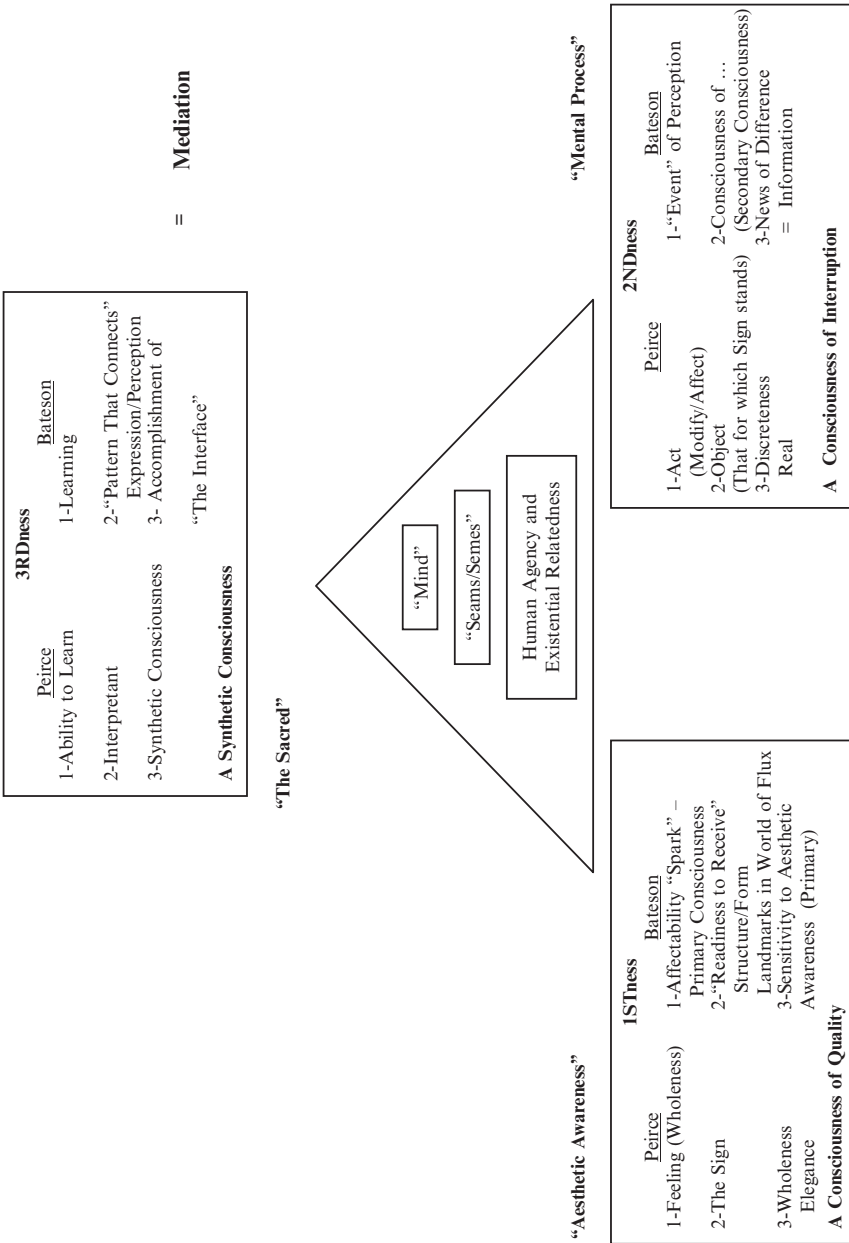 3RDness
Peirce Bateson
1-Ability to Learn 1-Learning
2-Interpretant 2-“Pattern That Connects”
Expression/Perception
3-Synthetic Consciousness 3- Accomplishment of
“The Interface”
A Synthetic Consciousness
= Mediation
“The Sacred”
“Mind”
“Seams/Semes”
Human Agency and
Existential Relatedness
“Aesthetic Awareness”
“Mental Process”
1STness
Peirce Bateson
1-Feeling (Wholeness) 1-Affectability “Spark” –
Primary Consciousness
2-The Sign 2-“Readiness to Receive”
Structure/Form
Landmarks in World of Flux
3-Wholeness 3-Sensitivity to Aesthetic
Elegance Awareness (Primary)
A Consciousness of Quality
2NDness
Peirce Bateson
1-Act 1-“Event” of Perception
(Modify/Affect)
2-Object 2-Consciousness of …
(That for which Sign stands) (Secondary Consciousness)
3-Discreteness 3-News of Difference
Real = Information
A Consciousness of Interruption